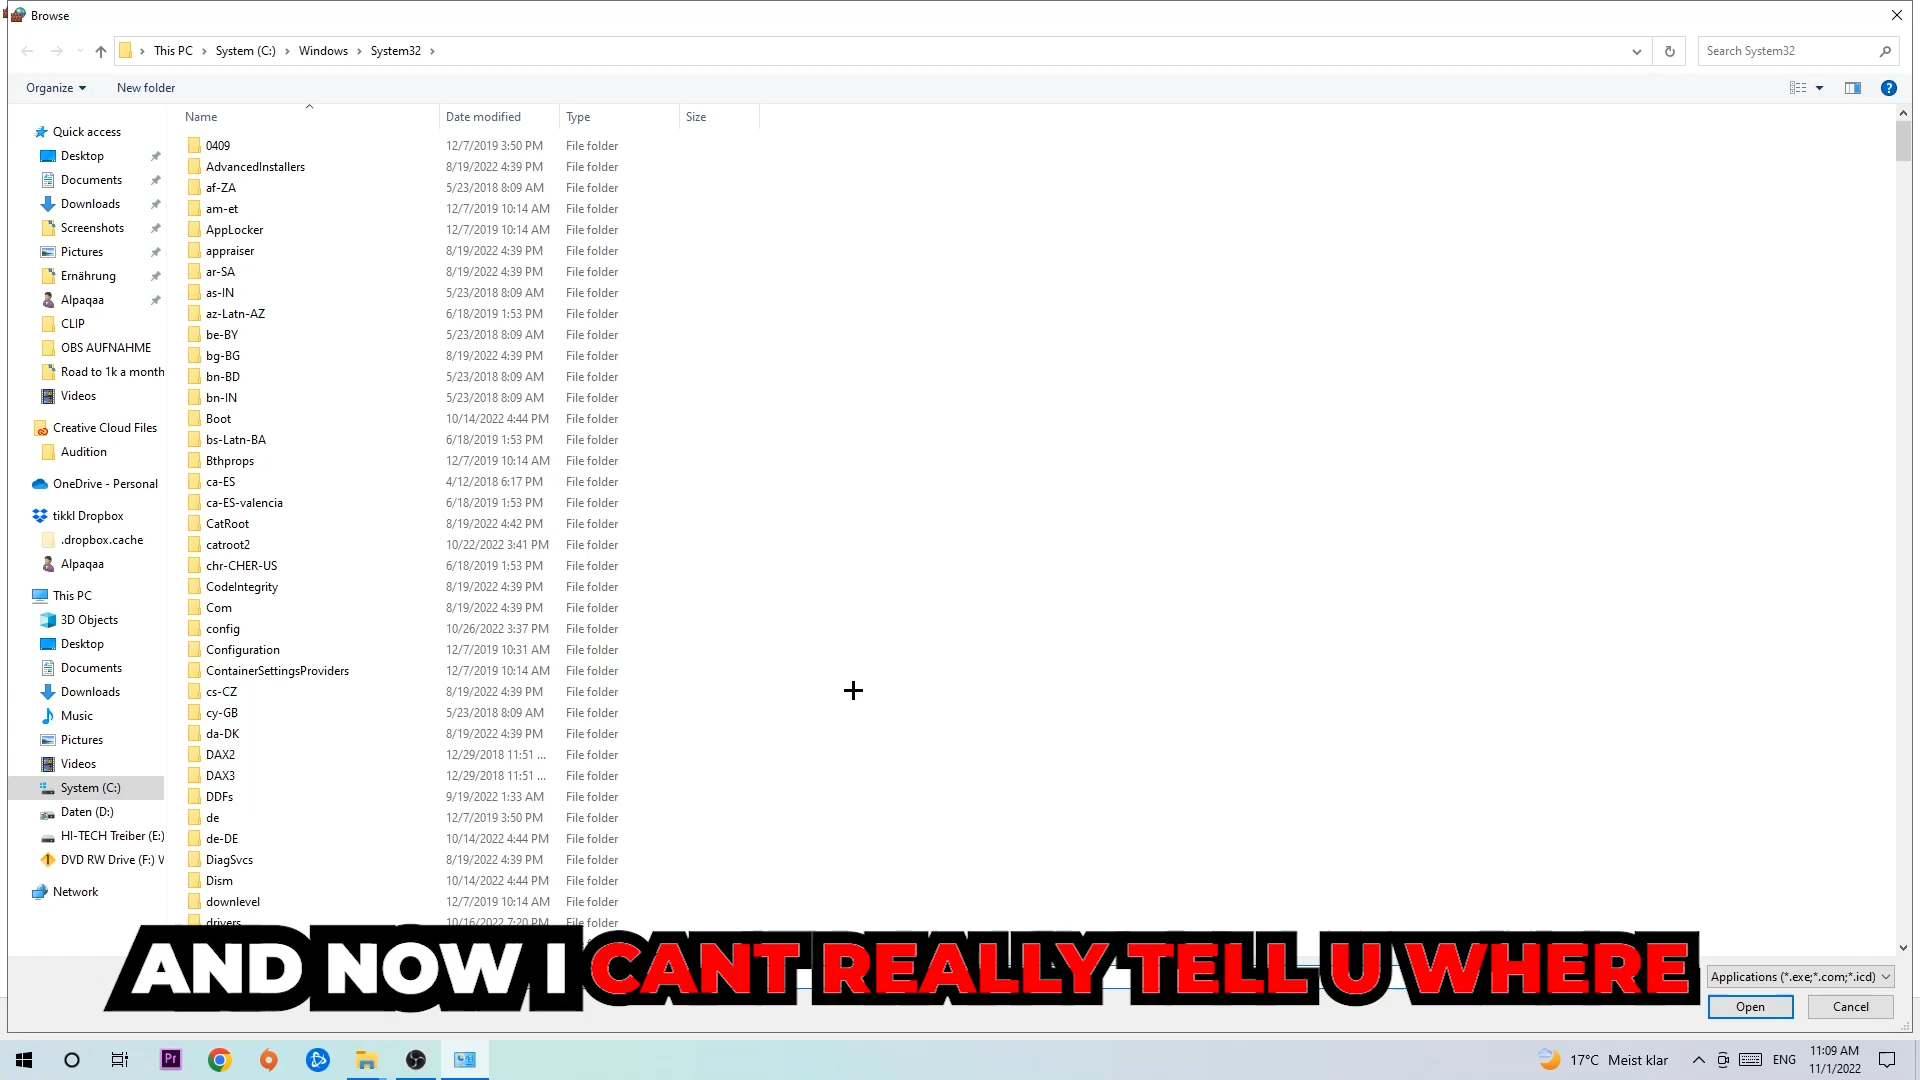 Browse
This PC
System (C:)
Windows
System32
Search System32
Organize
New folder
Name
Date modified
Type
Size
Quick access
Desktop
Documents
Downloads
Screenshots
Pictures
Ernährung
Alpaqaa
CLIP
OBS AUFNAHME
Road to 1k a month
Videos
Creative Cloud Files
Audition
OneDrive - Personal
tikkl Dropbox
.dropbox.cache
Alpaqaa
This PC
3D Objects
Desktop
Documents
Downloads
Music
Pictures
Videos
System (C:)
Daten (D:)
HI-TECH Treiber (E:)
DVD RW Drive (F:) V
Network
0409 12/7/2019 3:50 PM File folder
AdvancedInstallers 8/19/2022 4:39 PM File folder
af-ZA 5/23/2018 8:09 AM File folder
am-et 12/7/2019 10:14 AM File folder
AppLocker 12/7/2019 10:14 AM File folder
appraiser 8/19/2022 4:39 PM File folder
ar-SA 8/19/2022 4:39 PM File folder
as-IN 5/23/2018 8:09 AM File folder
az-Latn-AZ 6/18/2019 1:53 PM File folder
be-BY 5/23/2018 8:09 AM File folder
bg-BG 8/19/2022 4:39 PM File folder
bn-BD 5/23/2018 8:09 AM File folder
bn-IN 5/23/2018 8:09 AM File folder
Boot 10/14/2022 4:44 PM File folder
bs-Latn-BA 6/18/2019 1:53 PM File folder
Bthprops 12/7/2019 10:14 AM File folder
ca-ES 4/12/2018 6:17 PM File folder
ca-ES-valencia 6/18/2019 1:53 PM File folder
CatRoot 8/19/2022 4:42 PM File folder
catroot2 10/22/2022 3:41 PM File folder
chr-CHER-US 6/18/2019 1:53 PM File folder
CodeIntegrity 8/19/2022 4:39 PM File folder
Com 8/19/2022 4:39 PM File folder
config 10/26/2022 3:37 PM File folder
Configuration 12/7/2019 10:31 AM File folder
ContainerSettingsProviders 12/7/2019 10:14 AM File folder
cs-CZ 8/19/2022 4:39 PM File folder
cy-GB 5/23/2018 8:09 AM File folder
da-DK 8/19/2022 4:39 PM File folder
DAX2 12/29/2018 11:51 ... File folder
DAX3 12/29/2018 11:51 ... File folder
DDFs 9/19/2022 1:33 AM File folder
de 12/7/2019 3:50 PM File folder
de-DE 10/14/2022 4:44 PM File folder
DiagSvcs 8/19/2022 4:39 PM File folder
Dism 10/14/2022 4:44 PM File folder
downlevel 12/7/2019 10:14 AM File folder
drivers 10/16/2022 7:20 PM File folder
AND NOW I CANT REALLY TELL U WHERE
Applications (*.exe;*.com;*.icd)
Open
Cancel
Pr
17°C Meist klar
ENG
11:09 AM
11/1/2022